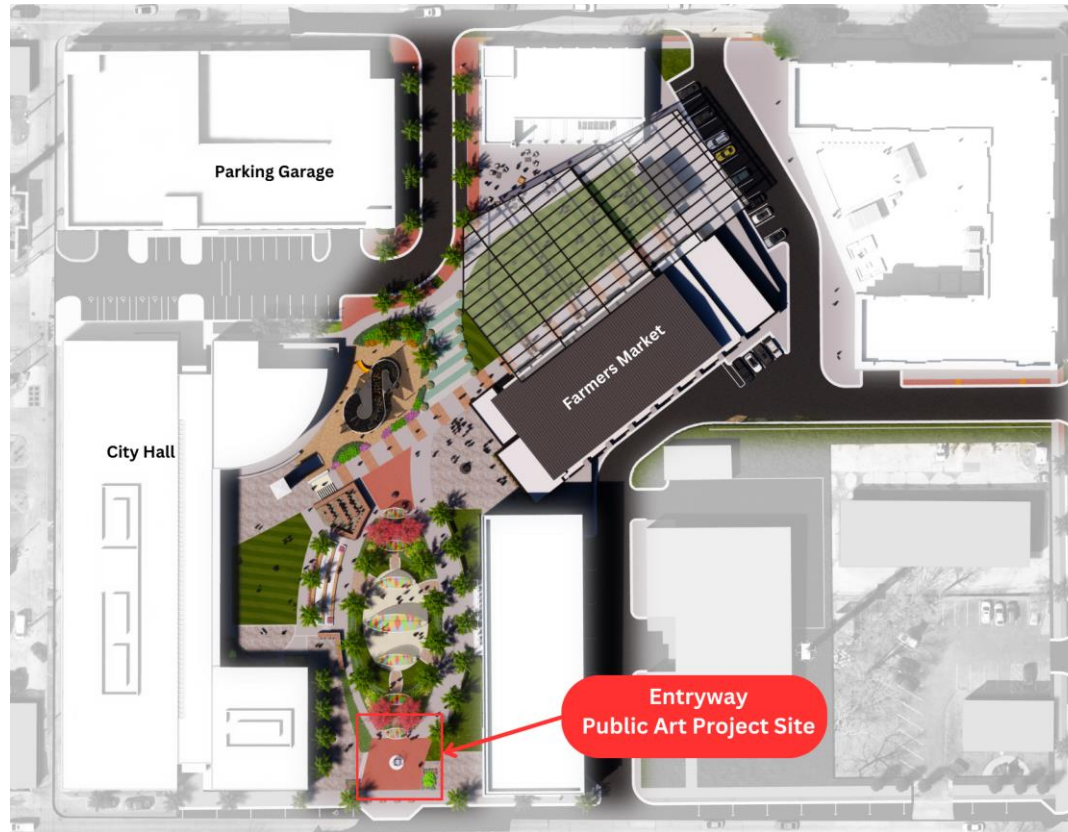 Parking Garage
Farmers Market
City Hall
Entryway
Public Art Project Site